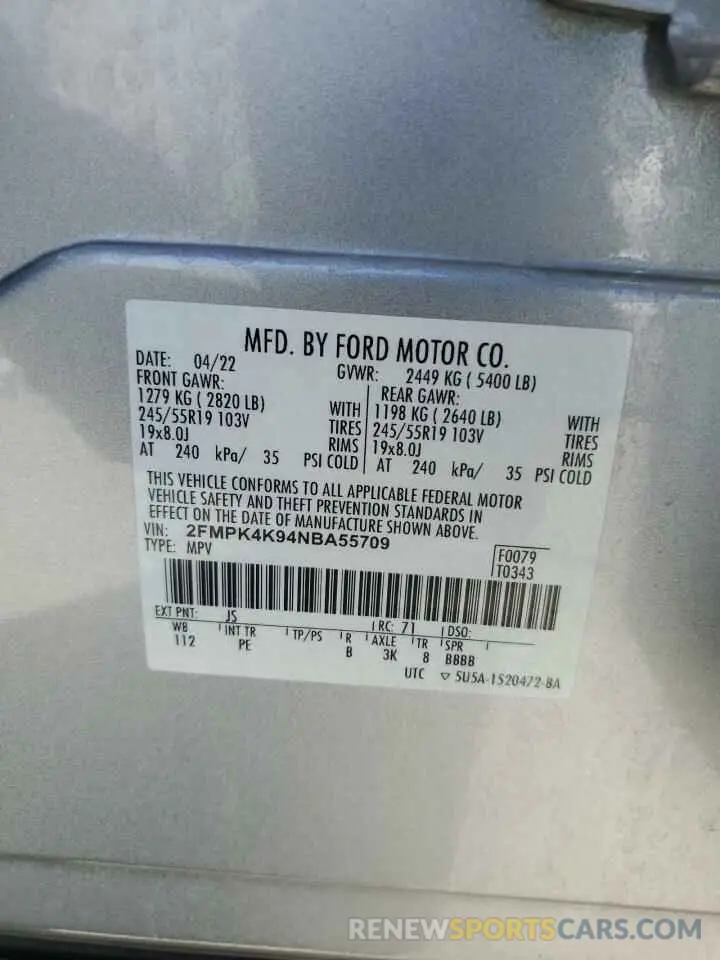 MFD. BY FORD MOTOR CO.
DATE: 04/22 GVWR: 2449 KG ( 5400 LB)
FRONT GAWR: REAR GAWR:
1279 KG ( 2820 LB) WITH 1198 KG ( 2640 LB) WITH
245/55R19 103V TIRES 245/55R19 103V TIRES
19x8.0J RIMS 19x8.0J RIMS
AT 240 kPa/ 35 PSI COLD AT 240 kPa/ 35 PSI COLD
THIS VEHICLE CONFORMS TO ALL APPLICABLE FEDERAL MOTOR
VEHICLE SAFETY AND THEFT PREVENTION STANDARDS IN
EFFECT ON THE DATE OF MANUFACTURE SHOWN ABOVE.
VIN: 2FMPK4K94NBA55709
TYPE: MPV F0079
T0343
EXT PNT: JS RC: 71 DSO:
WB INT TR TP/PS R AXLE TR SPR
112 PE B 3K 8 BBBB
UTC ▽ 5U5A-1520472-BA
RENEWSPORTSCARS.COM